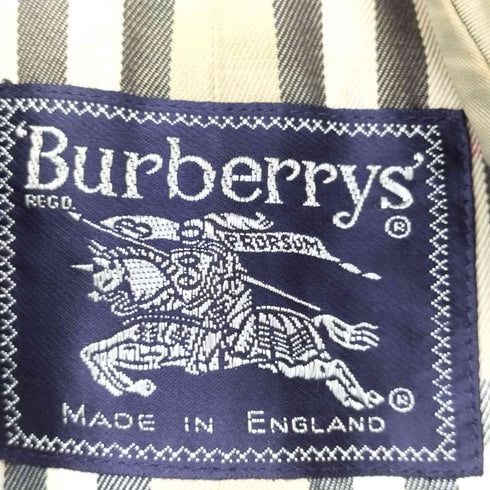 'Burberrys'®
REGD.
PRORSUM
®
MADE IN ENGLAND